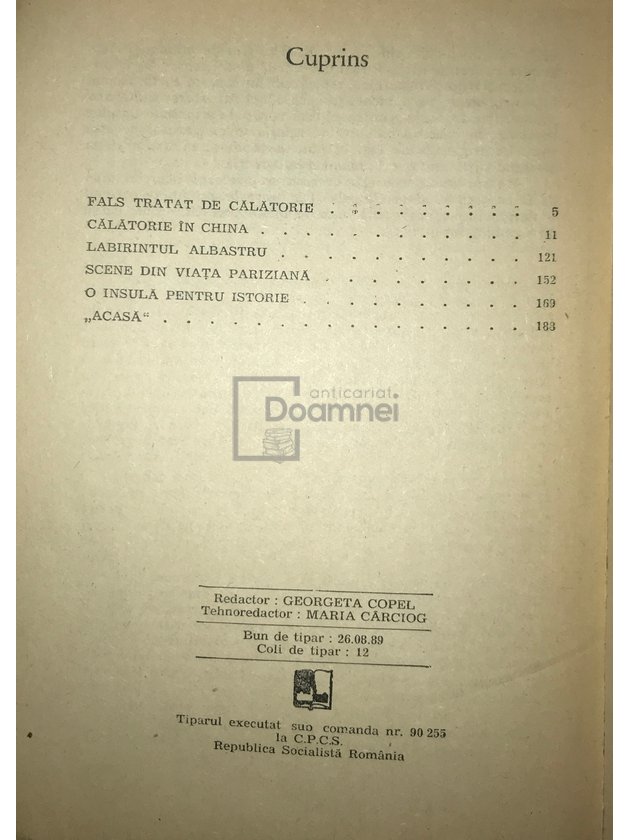 Cuprins
FALS TRATAT DE CĂLĂTORIE . . . . . . . . . 5
CĂLĂTORIE ÎN CHINA . . . . . . . . . . . . 11
LABIRINTUL ALBASTRU . . . . . . . . . . . 121
SCENE DIN VIAȚA PARIZIANĂ . . . . . . . . . 152
O INSULĂ PENTRU ISTORIE . . . . . . . . . . 169
„ACASĂ“ . . . . . . . . . . . . . . . . 183
anticariat
Doamnei
Redactor : GEORGETA COPEL
Tehnoredactor : MARIA CÂRCIOG
Bun de tipar : 26.08.89
Coli de tipar : 12
Tiparul executat suo comanda nr. 90 255
la C.P.C.S.
Republica Socialistă România